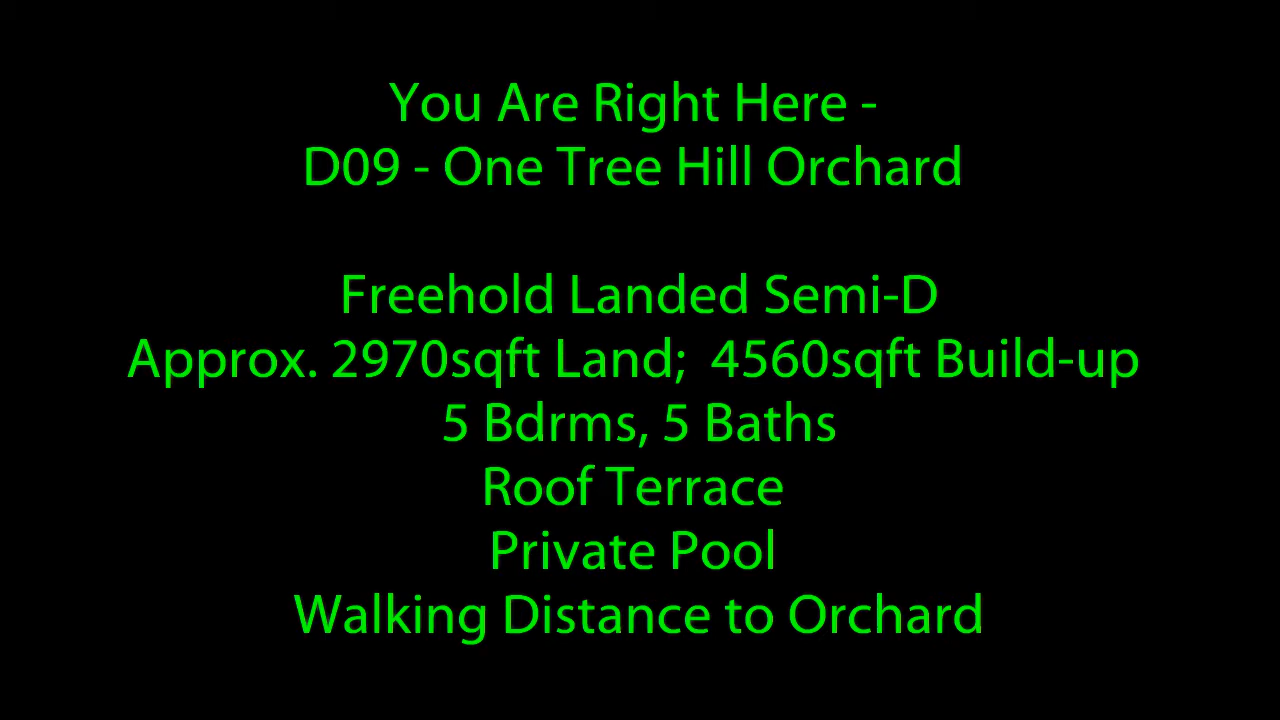 You Are Right Here -
D09 - One Tree Hill Orchard
Freehold Landed Semi-D
Approx. 2970sqft Land;  4560sqft Build-up
5 Bdrms, 5 Baths
Roof Terrace
Private Pool
Walking Distance to Orchard